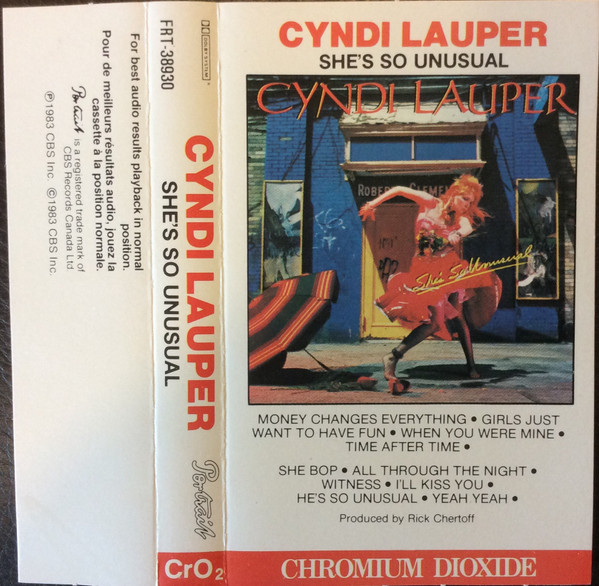 For best audio results playback in normal
position.
Pour de meilleurs résultats audio, jouez la
cassette à la position normale.
Portrait is a registered trade mark of
CBS Records Canada Ltd
℗1983 CBS Inc. ©1983 CBS Inc.
FRT-38930
DOLBY SYSTEM
CYNDI LAUPER
SHE'S SO UNUSUAL
Portrait
CrO2
CYNDI LAUPER
SHE'S SO UNUSUAL
CYNDI LAUPER
She's So Unusual
MONEY CHANGES EVERYTHING • GIRLS JUST
WANT TO HAVE FUN • WHEN YOU WERE MINE •
TIME AFTER TIME •
SHE BOP • ALL THROUGH THE NIGHT •
WITNESS • I'LL KISS YOU •
HE'S SO UNUSUAL • YEAH YEAH •
Produced by Rick Chertoff
CHROMIUM DIOXIDE